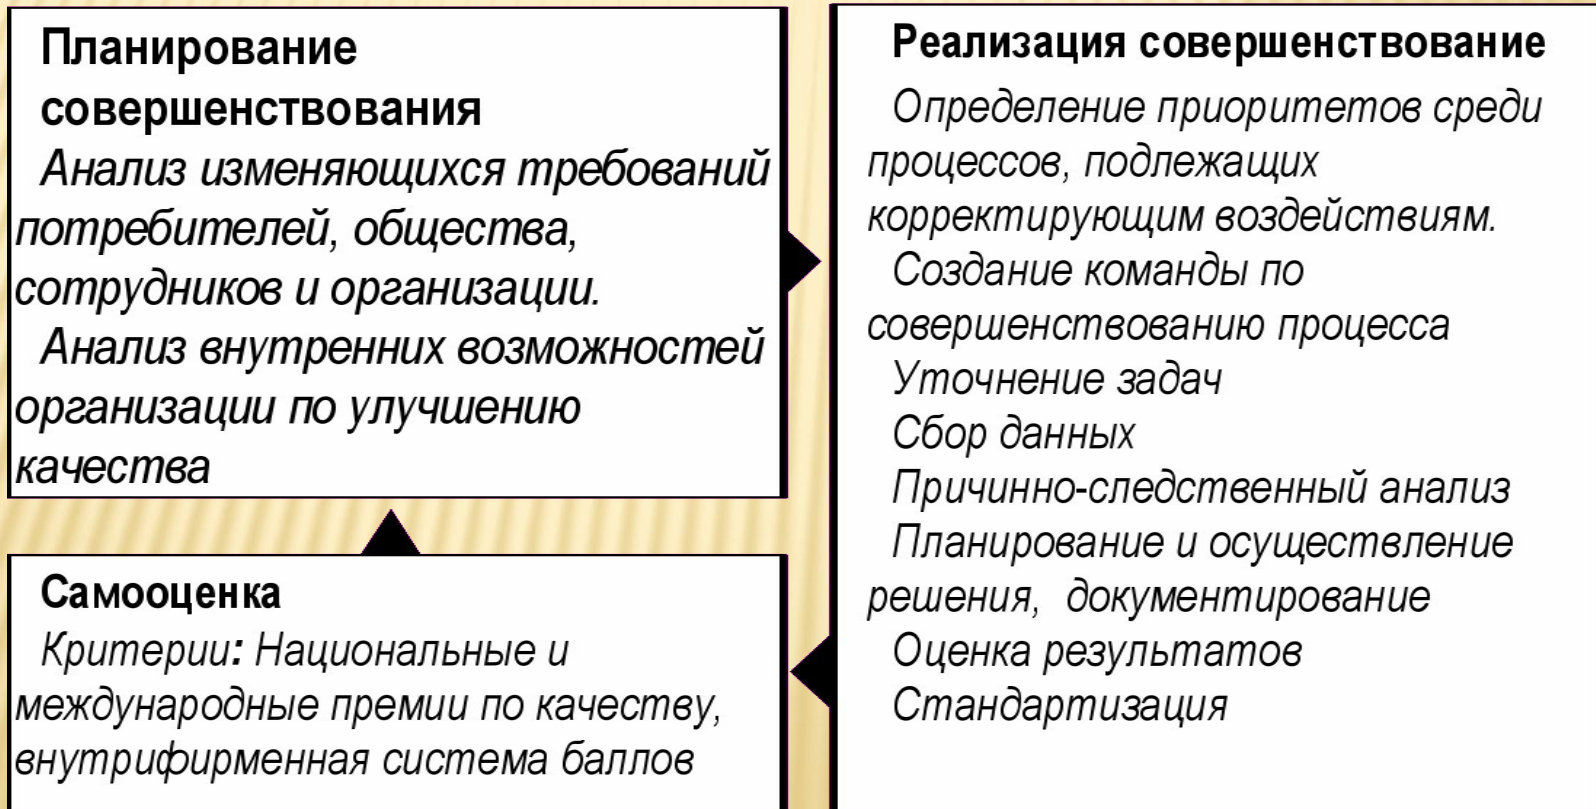 Планирование
совершенствования
Анализ изменяющихся требований
потребителей, общества,
сотрудников и организации.
Анализ внутренних возможностей
организации по улучшению
качества
Самооценка
Критерии: Национальные и
международные премии по качеству,
внутрифирменная система баллов
Реализация совершенствование
Определение приоритетов среди
процессов, подлежащих
корректирующим воздействиям.
Создание команды по
совершенствованию процесса
Уточнение задач
Сбор данных
Причинно-следственный анализ
Планирование и осуществление
решения, документирование
Оценка результатов
Стандартизация